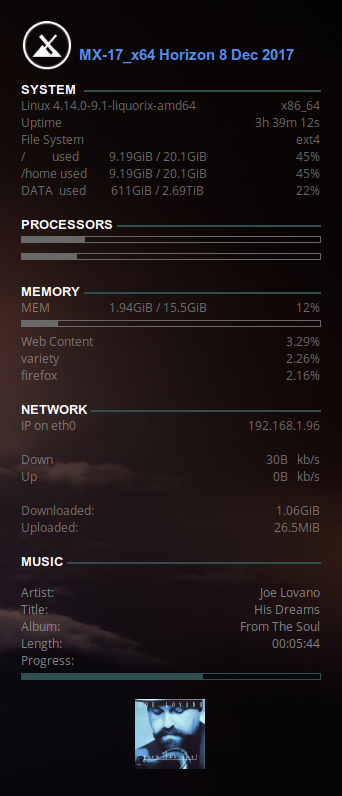 MX-17_x64 Horizon 8 Dec 2017
SYSTEM
Linux 4.14.0-9.1-liquorix-amd64 x86_64
Uptime 3h 39m 12s
File System ext4
/ used 9.19GiB / 20.1GiB 45%
/home used 9.19GiB / 20.1GiB 45%
DATA used 611GiB / 2.69TiB 22%
PROCESSORS
MEMORY
MEM 1.94GiB / 15.5GiB 12%
Web Content 3.29%
variety 2.26%
firefox 2.16%
NETWORK
IP on eth0 192.168.1.96
Down 30B kb/s
Up 0B kb/s
Downloaded: 1.06GiB
Uploaded: 26.5MiB
MUSIC
Artist: Joe Lovano
Title: His Dreams
Album: From The Soul
Length: 00:05:44
Progress:
JOE LOVANO